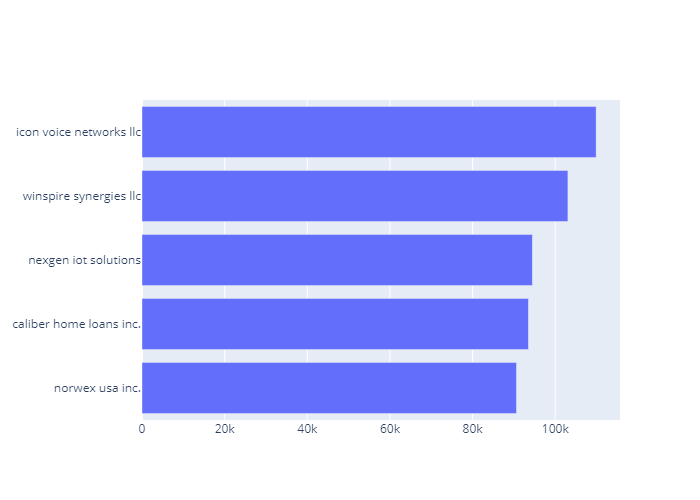 icon voice networks llc
winspire synergies llc
nexgen iot solutions
caliber home loans inc.
norwex usa inc.
0 20k 40k 60k 80k 100k